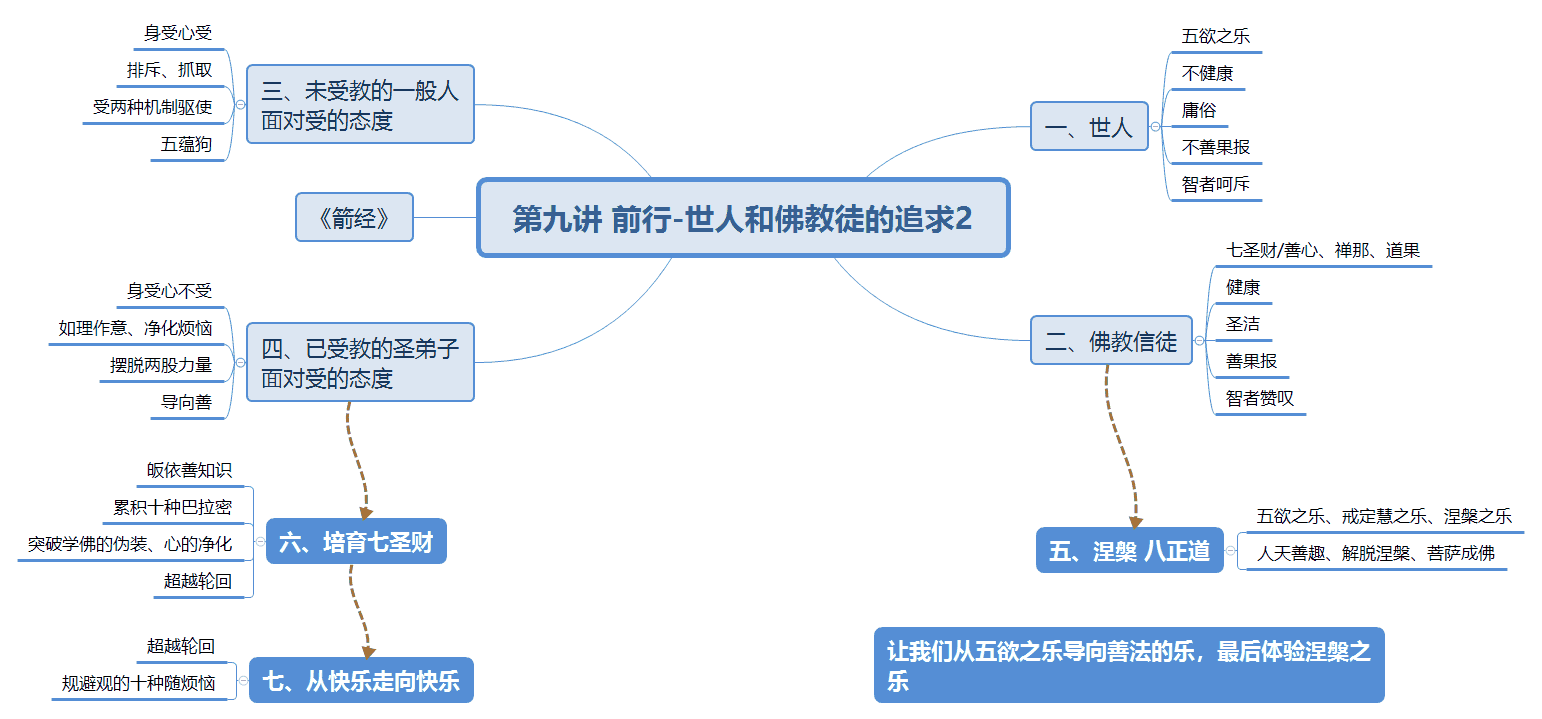 第九讲 前行-世人和佛教徒的追求2
一、世人
五欲之乐
不健康
庸俗
不善果报
智者呵斥
二、佛教信徒
七圣财/善心、禅那、道果
健康
圣洁
善果报
智者赞叹
《箭经》
三、未受教的一般人
面对受的态度
身受心受
排斥、抓取
受两种机制驱使
五蕴狗
四、已受教的圣弟子
面对受的态度
身受心不受
如理作意、净化烦恼
摆脱两股力量
导向善
五、涅槃 八正道
五欲之乐、戒定慧之乐、涅槃之乐
人天善趣、解脱涅槃、菩萨成佛
六、培育七圣财
皈依善知识
累积十种巴拉密
突破学佛的伪装、心的净化
超越轮回
七、从快乐走向快乐
超越轮回
规避观的十种随烦恼
让我们从五欲之乐导向善法的乐，最后体验涅槃之
乐